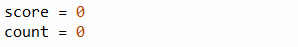 score = 0
count = 0